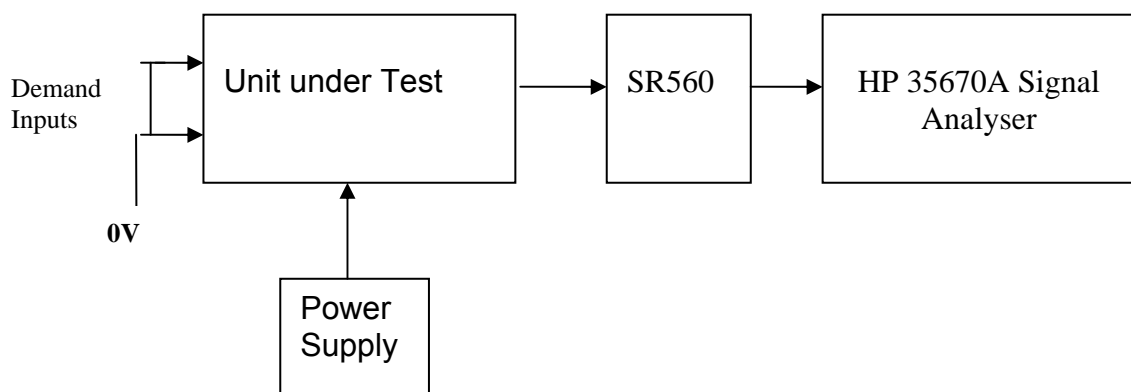 Demand
Inputs
0V
Unit under Test
SR560
HP 35670A Signal
Analyser
Power
Supply